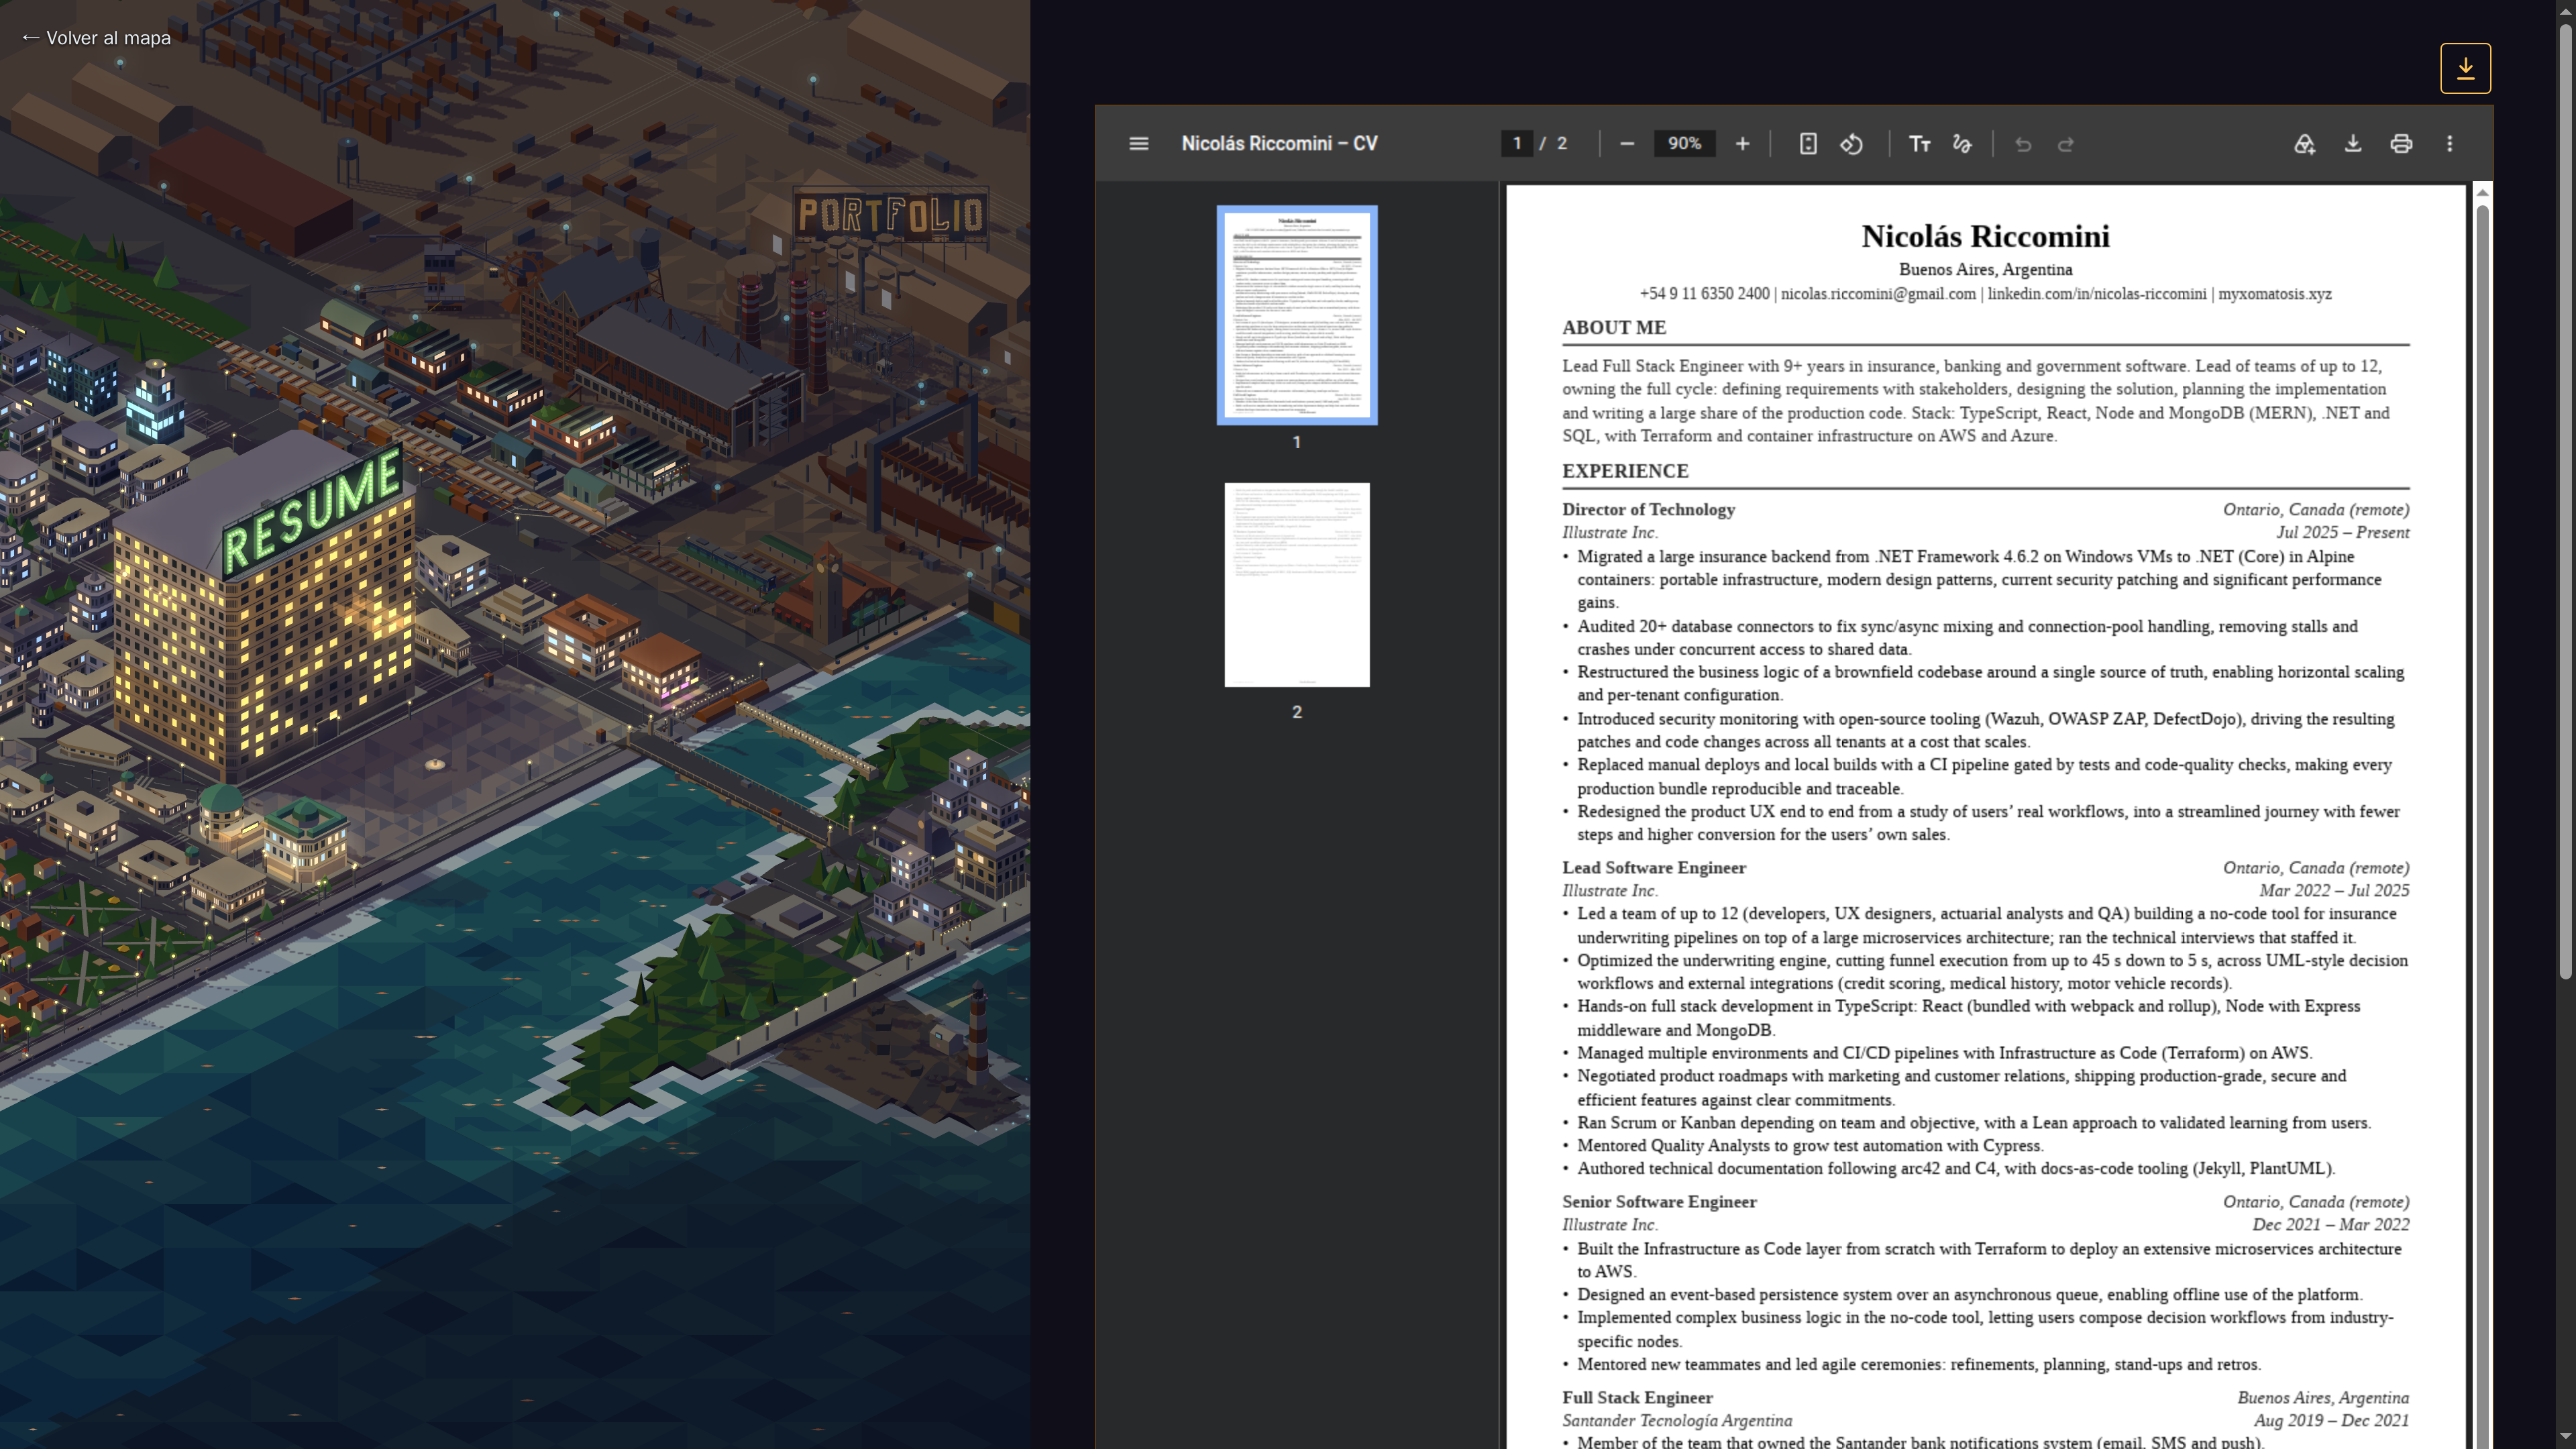 ← Volver al mapa
PORTFOLIO
RESUME
Nicolás Riccomini – CV
1 / 2
90%
1
2
Nicolás Riccomini
Buenos Aires, Argentina
+54 9 11 6350 2400 | nicolas.riccomini@gmail.com | linkedin.com/in/nicolas-riccomini | myxomatosis.xyz
ABOUT ME
Lead Full Stack Engineer with 9+ years in insurance, banking and government software. Lead of teams of up to 12,
owning the full cycle: defining requirements with stakeholders, designing the solution, planning the implementation
and writing a large share of the production code. Stack: TypeScript, React, Node and MongoDB (MERN), .NET and
SQL, with Terraform and container infrastructure on AWS and Azure.
EXPERIENCE
Director of Technology Ontario, Canada (remote)
Illustrate Inc. Jul 2025 – Present
• Migrated a large insurance backend from .NET Framework 4.6.2 on Windows VMs to .NET (Core) in Alpine
containers: portable infrastructure, modern design patterns, current security patching and significant performance
gains.
• Audited 20+ database connectors to fix sync/async mixing and connection-pool handling, removing stalls and
crashes under concurrent access to shared data.
• Restructured the business logic of a brownfield codebase around a single source of truth, enabling horizontal scaling
and per-tenant configuration.
• Introduced security monitoring with open-source tooling (Wazuh, OWASP ZAP, DefectDojo), driving the resulting
patches and code changes across all tenants at a cost that scales.
• Replaced manual deploys and local builds with a CI pipeline gated by tests and code-quality checks, making every
production bundle reproducible and traceable.
• Redesigned the product UX end to end from a study of users’ real workflows, into a streamlined journey with fewer
steps and higher conversion for the users’ own sales.
Lead Software Engineer Ontario, Canada (remote)
Illustrate Inc. Mar 2022 – Jul 2025
• Led a team of up to 12 (developers, UX designers, actuarial analysts and QA) building a no-code tool for insurance
underwriting pipelines on top of a large microservices architecture; ran the technical interviews that staffed it.
• Optimized the underwriting engine, cutting funnel execution from up to 45 s down to 5 s, across UML-style decision
workflows and external integrations (credit scoring, medical history, motor vehicle records).
• Hands-on full stack development in TypeScript: React (bundled with webpack and rollup), Node with Express
middleware and MongoDB.
• Managed multiple environments and CI/CD pipelines with Infrastructure as Code (Terraform) on AWS.
• Negotiated product roadmaps with marketing and customer relations, shipping production-grade, secure and
efficient features against clear commitments.
• Ran Scrum or Kanban depending on team and objective, with a Lean approach to validated learning from users.
• Mentored Quality Analysts to grow test automation with Cypress.
• Authored technical documentation following arc42 and C4, with docs-as-code tooling (Jekyll, PlantUML).
Senior Software Engineer Ontario, Canada (remote)
Illustrate Inc. Dec 2021 – Mar 2022
• Built the Infrastructure as Code layer from scratch with Terraform to deploy an extensive microservices architecture
to AWS.
• Designed an event-based persistence system over an asynchronous queue, enabling offline use of the platform.
• Implemented complex business logic in the no-code tool, letting users compose decision workflows from industry-
specific nodes.
• Mentored new teammates and led agile ceremonies: refinements, planning, stand-ups and retros.
Full Stack Engineer Buenos Aires, Argentina
Santander Tecnología Argentina Aug 2019 – Dec 2021
• Member of the team that owned the Santander bank notifications system (email, SMS and push).